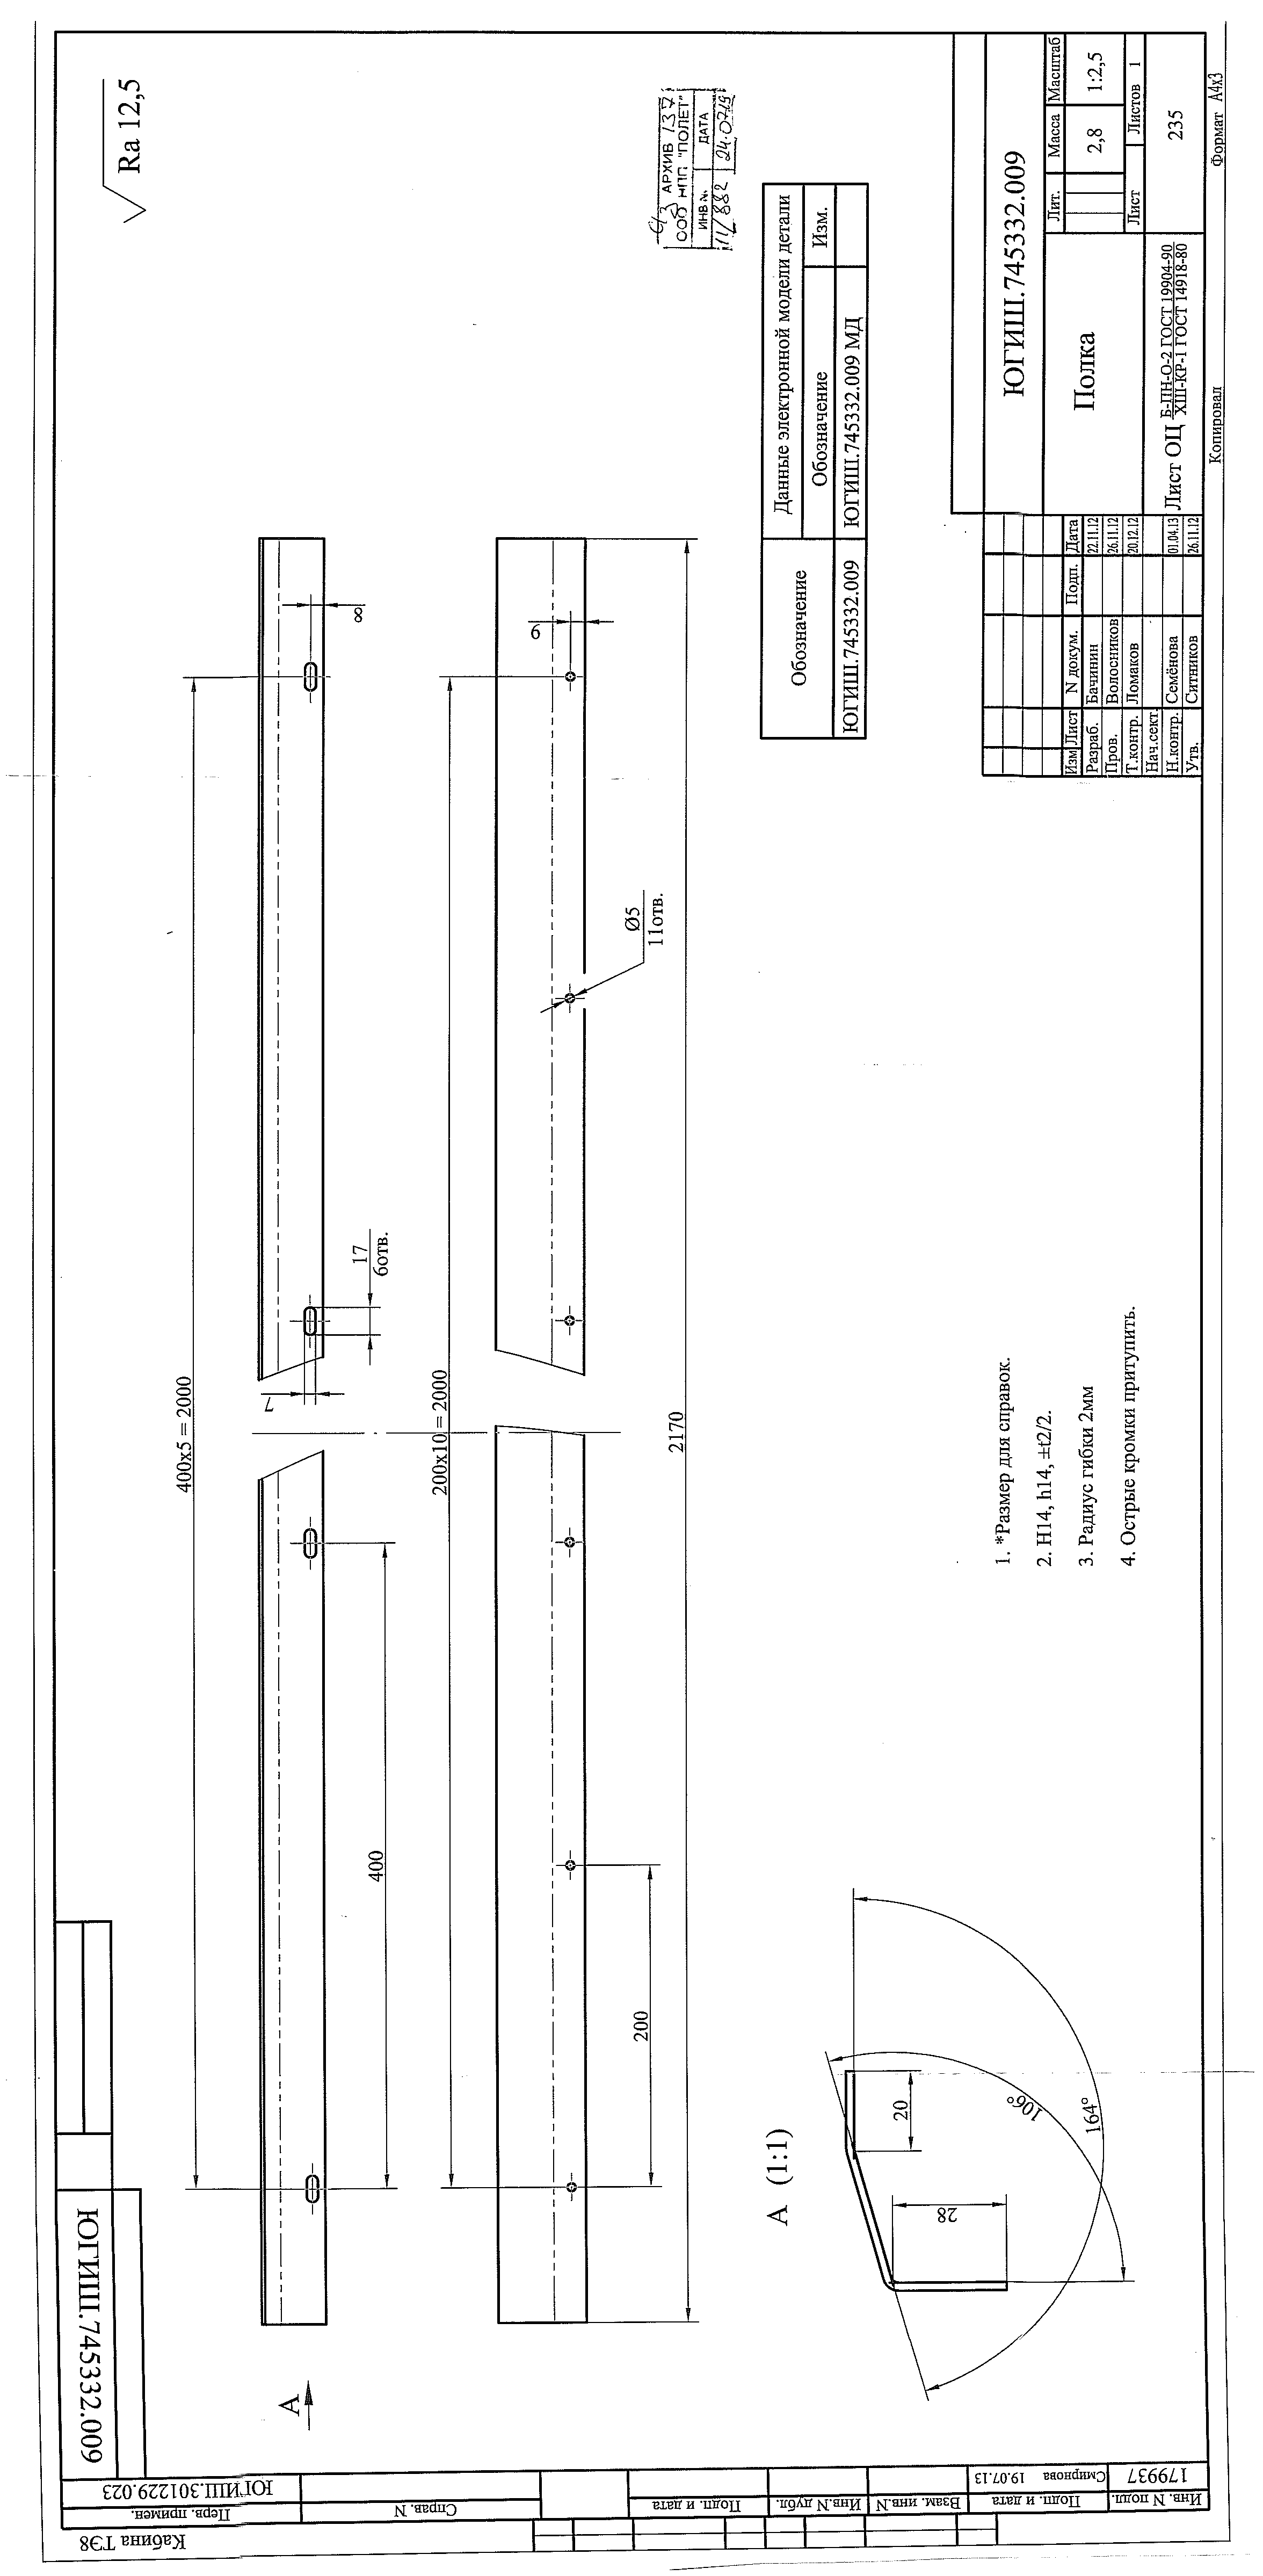 Ra 12,5
ЮГИШ.745332.009
400x5 = 2000
7
17
6отв.
8
400
200x10 = 2000
9
Ø5
11отв.
200
2170
А
А (1:1)
20
28
106°
164°
1. *Размер для справок.
2. H14, h14, ±t2/2.
3. Радиус гибки 2мм
4. Острые кромки притупить.
АРХИВ 137
ООО НПП "ПОЛЕТ"
ИНВ №. ДАТА
11/882 24.0719
Обозначение Данные электронной модели детали
Обозначение Изм.
ЮГИШ.745332.009 ЮГИШ.745332.009 МД
ЮГИШ.745332.009
Изм Лист N докум. Подп. Дата
Разраб. Бачинин 22.11.12
Пров. Волосников 26.11.12
Т.контр. Ломаков 20.12.12
Нач.сект.
Н.контр. Семёнова 01.04.13
Утв. Ситников 26.11.12
Полка
Лит. Масса Масштаб
2,8 1:2,5
Лист Листов 1
Лист ОЦ Б-ПН-О-2 ГОСТ 19904-90
XIII-КР-1 ГОСТ 14918-80
235
Копировал Формат А4х3
Кабина ТЭ8
Перв. примен. ЮГИШ.301229.023
Справ. N
Подп. и дата
Инв.N дубл.
Взам. инв.N
Подп. и дата Смирнова 19.07.13
Инв. N подл. 179937